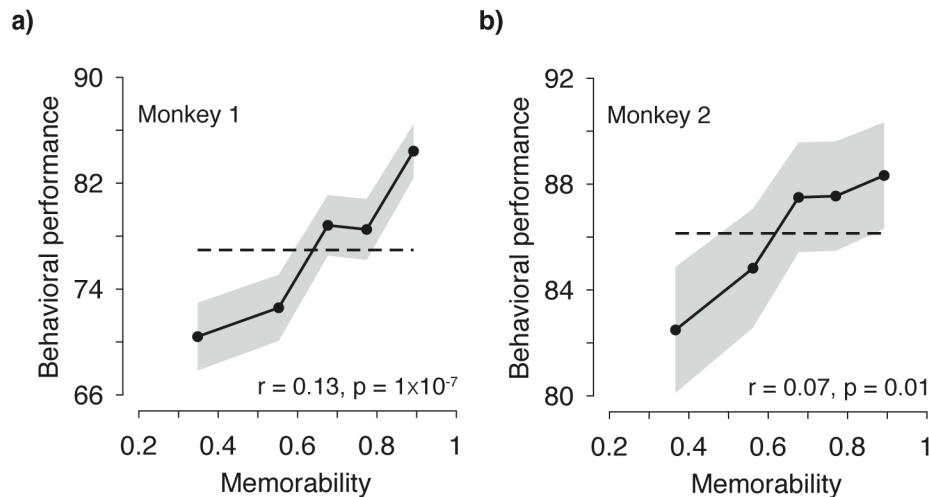 a)
90
82
74
66
Behavioral performance
Monkey 1
r = 0.13, p = 1×10⁻⁷
0.2 0.4 0.6 0.8 1
Memorability
b)
92
88
84
80
Behavioral performance
Monkey 2
r = 0.07, p = 0.01
0.2 0.4 0.6 0.8 1
Memorability